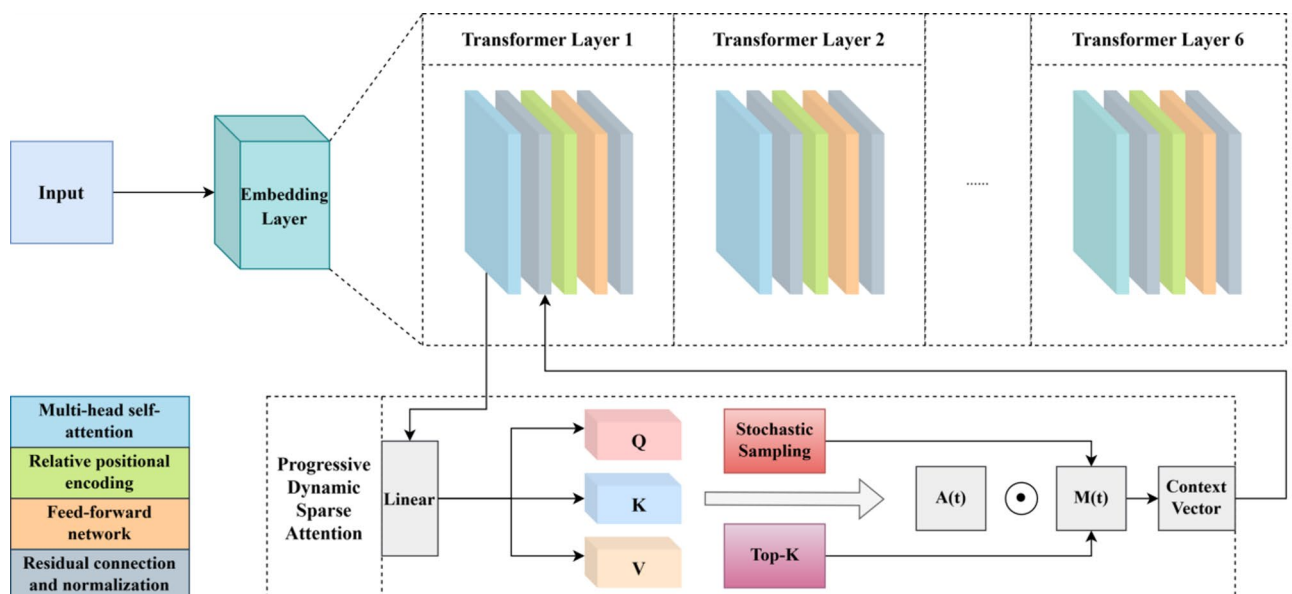 Transformer Layer 1
Transformer Layer 2
Transformer Layer 6
Input
Embedding
Layer
......
Multi-head self-
attention
Relative positional
encoding
Feed-forward
network
Residual connection
and normalization
Progressive
Dynamic
Sparse
Attention
Linear
Q
K
V
Stochastic
Sampling
Top-K
A(t)
M(t)
Context
Vector